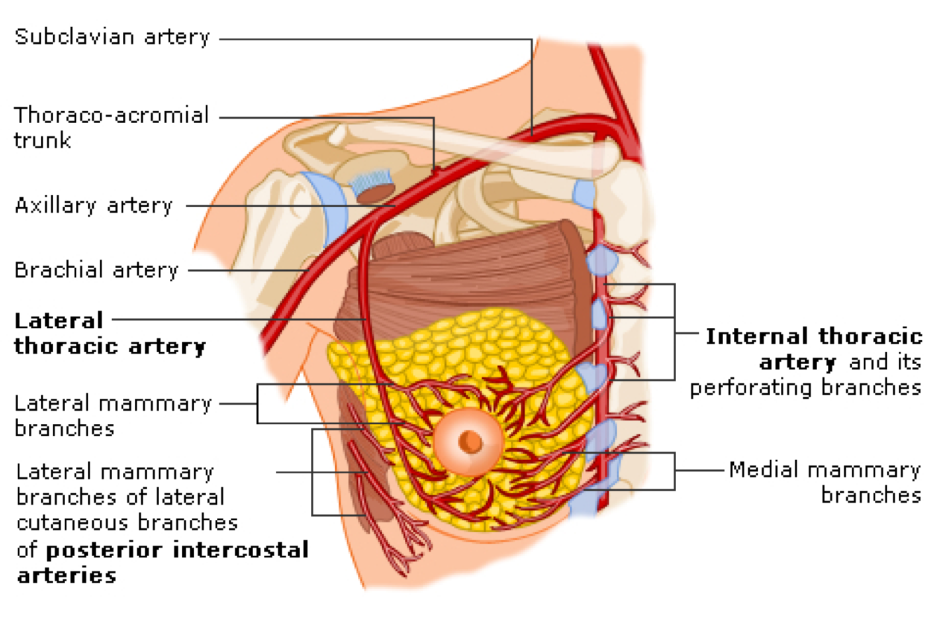 Subclavian artery
Thoraco-acromial
trunk
Axillary artery
Brachial artery
Lateral
thoracic artery
Lateral mammary
branches
Lateral mammary
branches of lateral
cutaneous branches
of posterior intercostal
arteries
Internal thoracic
artery and its
perforating branches
Medial mammary
branches